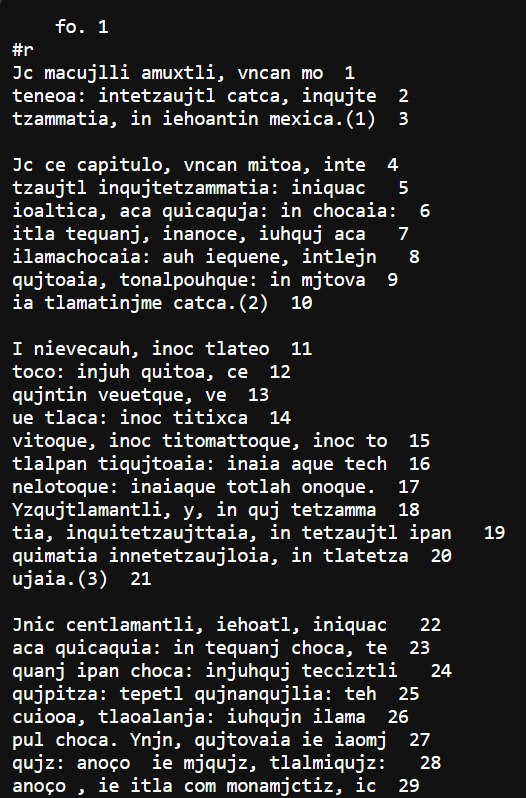 fo. 1
#r
Jc macujlli amuxtli, vncan mo 1
teneoa: intetzaujtl catca, inqujte 2
tzammatia, in iehoantin mexica.(1) 3

Jc ce capitulo, vncan mitoa, inte 4
tzaujtl inqujtetzammatia: iniquac 5
ioaltica, aca quicaquja: in chocaia: 6
itla tequanj, inanoce, iuhquj aca 7
ilamachocaia: auh iequene, intlejn 8
qujtoaia, tonalpouhque: in mjtova 9
ia tlamatinjme catca.(2) 10

I nievecauh, inoc tlateo 11
toco: injuh quitoa, ce 12
qujntin veuetque, ve 13
ue tlaca: inoc titixca 14
vitoque, inoc titomattoque, inoc to 15
tlalpan tiqujtoaia: inaia aque tech 16
nelotoque: inaiaque totlah onoque. 17
Yzqujtlamantli, y, in quj tetzamma 18
tia, inquitetzaujttaia, in tetzaujtl ipan 19
quimatia innetetzaujloia, in tlatetza 20
ujaia.(3) 21

Jnic centlamantli, iehoatl, iniquac 22
aca quicaquia: in tequanj choca, te 23
quanj ipan choca: injuhquj tecciztli 24
qujpitza: tepetl qujnanqujlia: teh 25
cuiooa, tlaoalanja: iuhqujn ilama 26
pul choca. Ynjn, qujtovaia ie iaomj 27
qujz: anoço ie mjqujz, tlalmiqujz: 28
anoço , ie itla com monamjctiz, ic 29